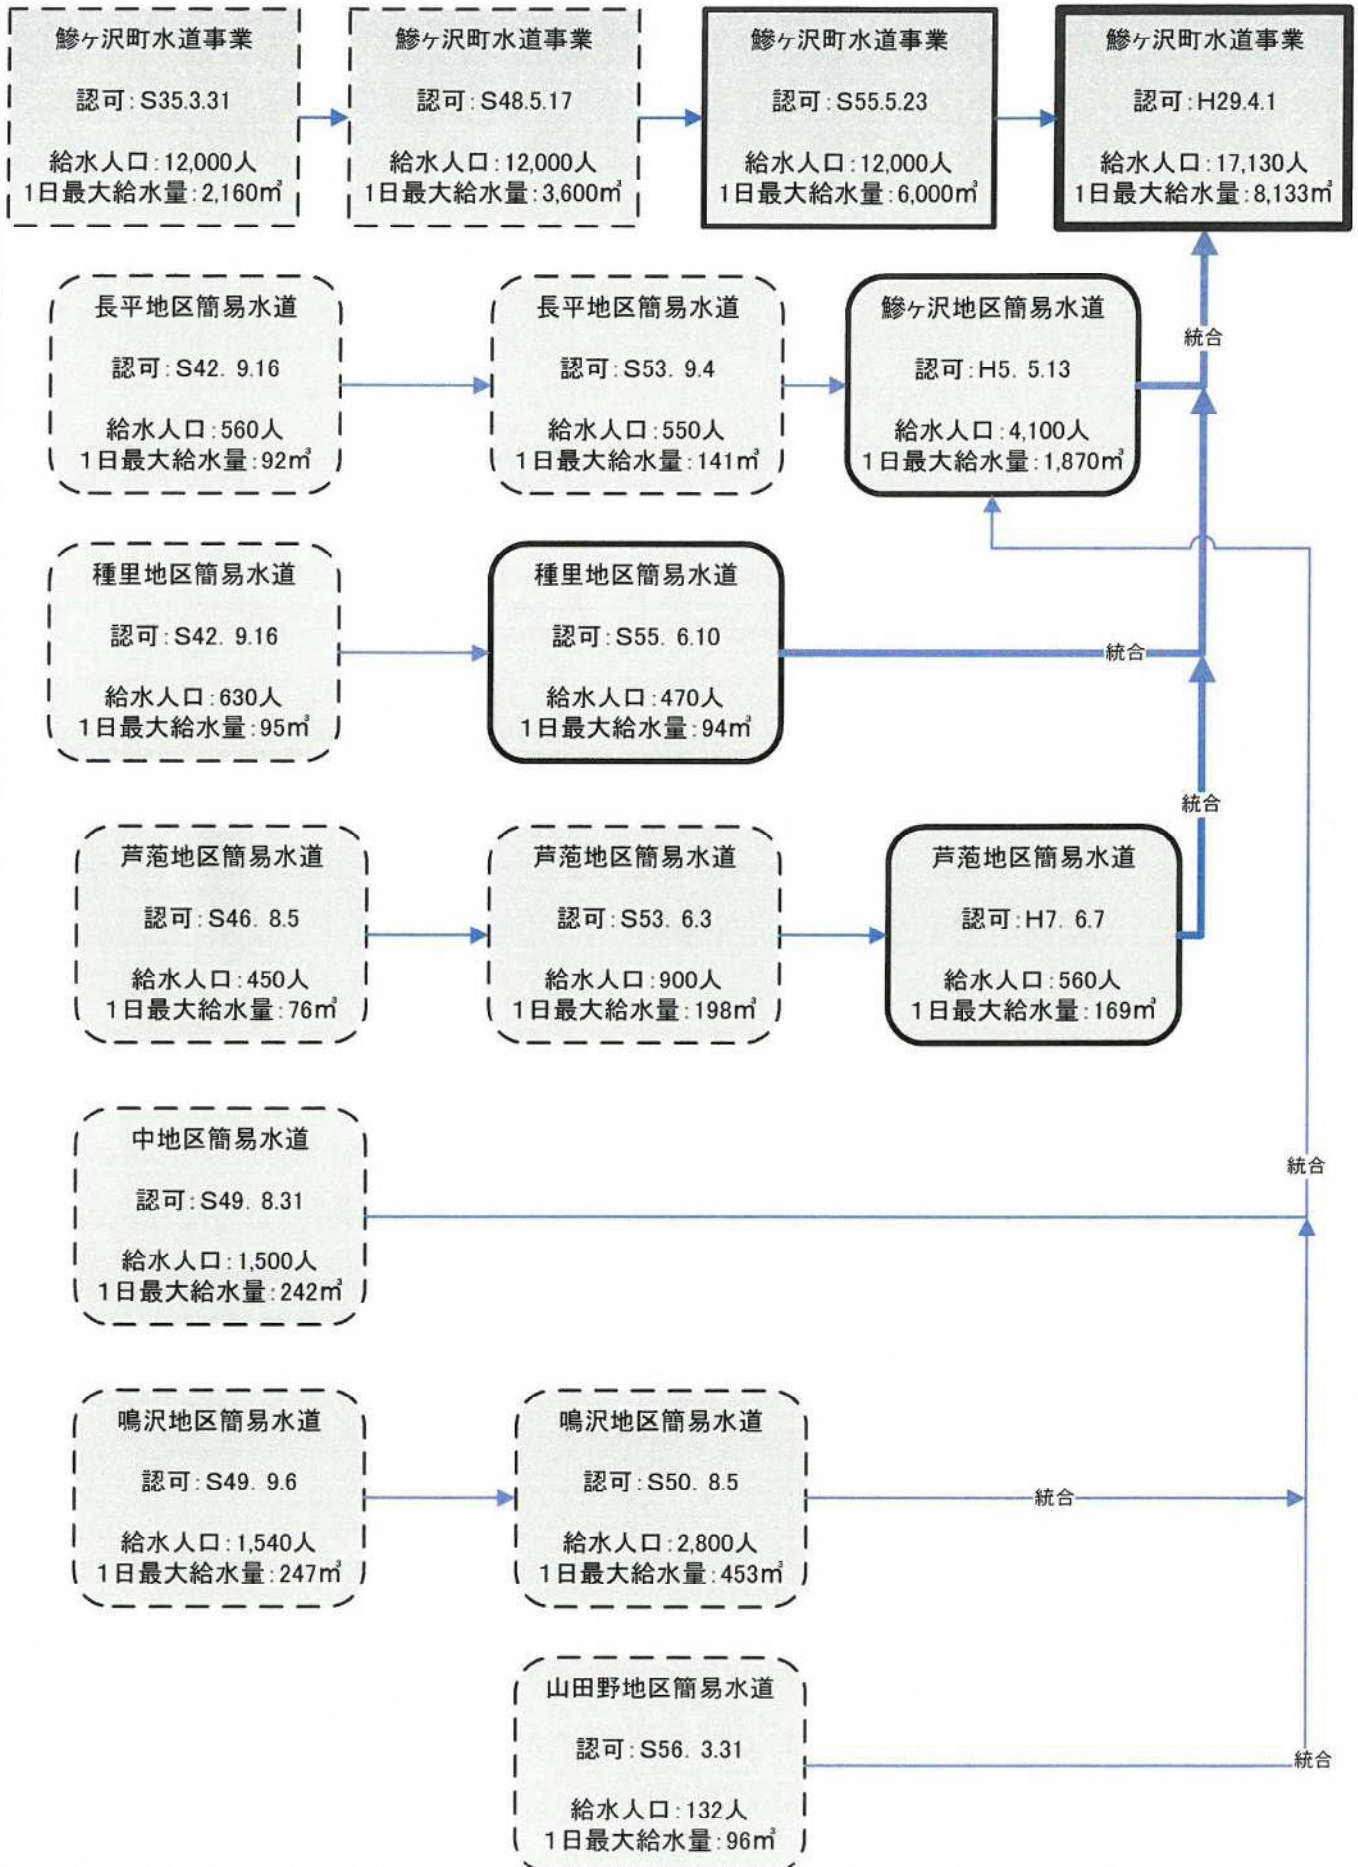 鰺ヶ沢町水道事業
認可：S35.3.31
給水人口：12,000人
1日最大給水量：2,160㎥
鰺ヶ沢町水道事業
認可：S48.5.17
給水人口：12,000人
1日最大給水量：3,600㎥
鰺ヶ沢町水道事業
認可：S55.5.23
給水人口：12,000人
1日最大給水量：6,000㎥
鰺ヶ沢町水道事業
認可：H29.4.1
給水人口：17,130人
1日最大給水量：8,133㎥
長平地区簡易水道
認可：S42. 9.16
給水人口：560人
1日最大給水量：92㎥
長平地区簡易水道
認可：S53. 9.4
給水人口：550人
1日最大給水量：141㎥
鰺ヶ沢地区簡易水道
認可：H5. 5.13
給水人口：4,100人
1日最大給水量：1,870㎥
統合
種里地区簡易水道
認可：S42. 9.16
給水人口：630人
1日最大給水量：95㎥
種里地区簡易水道
認可：S55. 6.10
給水人口：470人
1日最大給水量：94㎥
統合
芦萢地区簡易水道
認可：S46. 8.5
給水人口：450人
1日最大給水量：76㎥
芦萢地区簡易水道
認可：S53. 6.3
給水人口：900人
1日最大給水量：198㎥
芦萢地区簡易水道
認可：H7. 6.7
給水人口：560人
1日最大給水量：169㎥
統合
中地区簡易水道
認可：S49. 8.31
給水人口：1,500人
1日最大給水量：242㎥
統合
鳴沢地区簡易水道
認可：S49. 9.6
給水人口：1,540人
1日最大給水量：247㎥
鳴沢地区簡易水道
認可：S50. 8.5
給水人口：2,800人
1日最大給水量：453㎥
統合
山田野地区簡易水道
認可：S56. 3.31
給水人口：132人
1日最大給水量：96㎥
統合